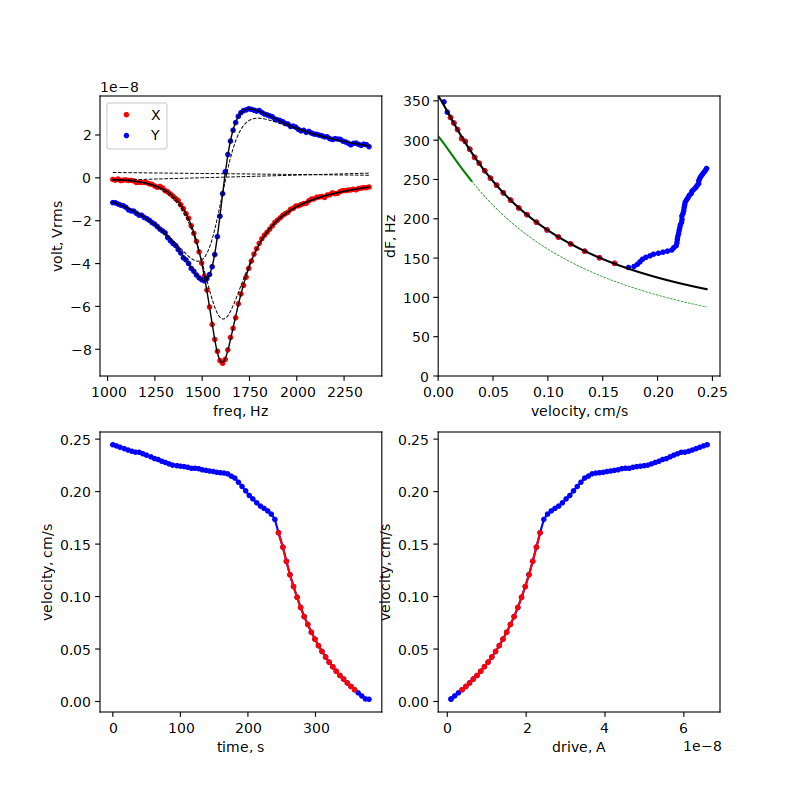 1e−8
X
Y
2
0
−2
−4
−6
−8
volt, Vrms
1000 1250 1500 1750 2000 2250
freq, Hz
350
300
250
200
150
100
50
0
dF, Hz
0.00 0.05 0.10 0.15 0.20 0.25
velocity, cm/s
0.25
0.20
0.15
0.10
0.05
0.00
velocity, cm/s
0 100 200 300
time, s
0.25
0.20
0.15
0.10
0.05
0.00
velocity, cm/s
0 2 4 6
drive, A
1e−8